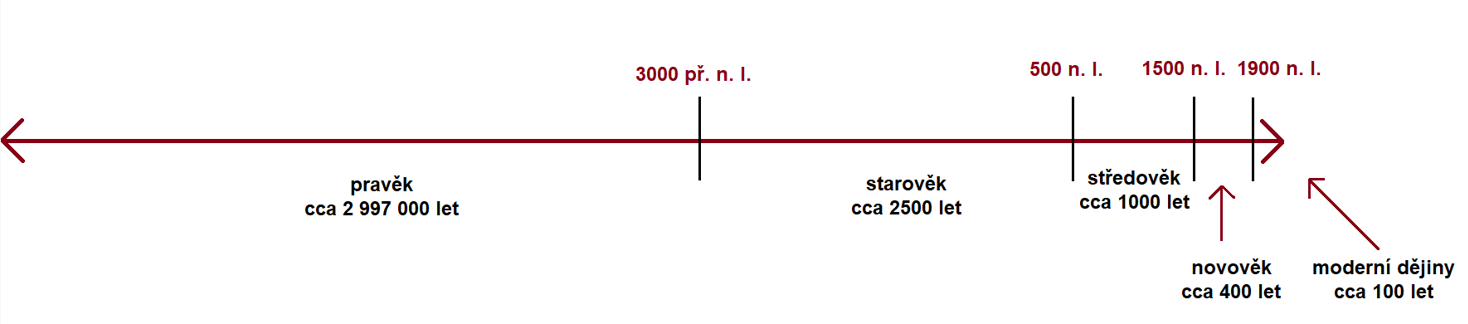 3000 př. n. l.
500 n. l.
1500 n. l.
1900 n. l.
pravěk
cca 2 997 000 let
starověk
cca 2500 let
středověk
cca 1000 let
novověk
cca 400 let
moderní dějiny
cca 100 let